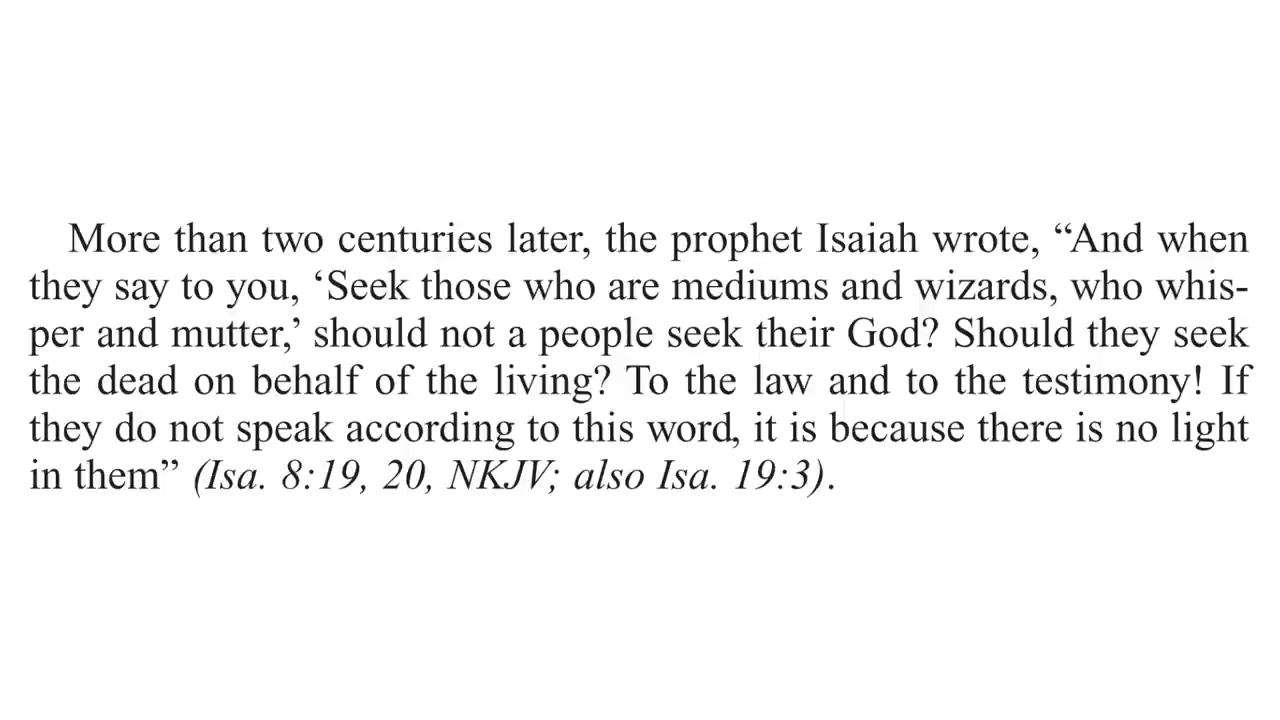 More than two centuries later, the prophet Isaiah wrote, “And when
they say to you, ‘Seek those who are mediums and wizards, who whis-
per and mutter,’ should not a people seek their God? Should they seek
the dead on behalf of the living? To the law and to the testimony! If
they do not speak according to this word, it is because there is no light
in them” (Isa. 8:19, 20, NKJV; also Isa. 19:3).